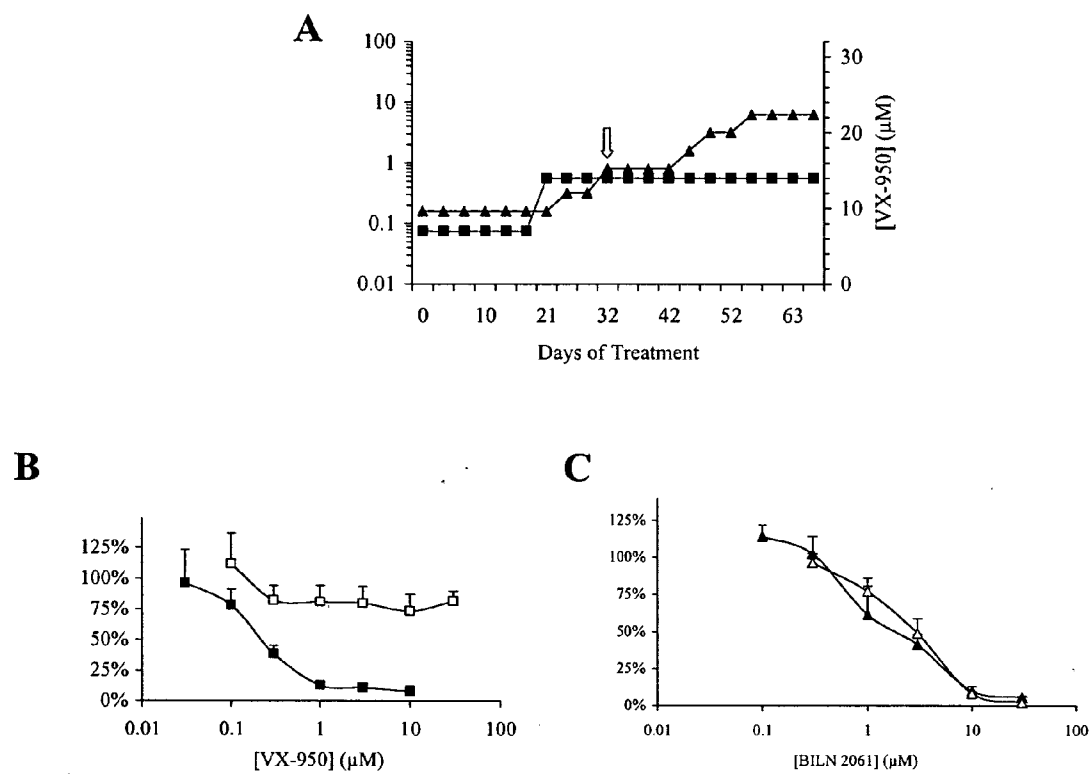 A
100
10
1
0.1
0.01
30
20
10
0
[VX-950] (µM)
0 10 21 32 42 52 63
Days of Treatment
B
125%
100%
75%
50%
25%
0%
0.01 0.1 1 10 100
[VX-950] (µM)
C
125%
100%
75%
50%
25%
0%
0.01 0.1 1 10 100
[BILN 2061] (µM)